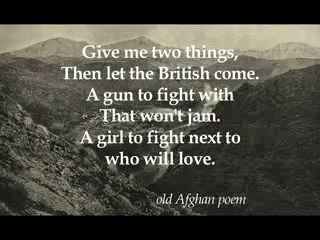 Give me two things,
Then let the British come.
A gun to fight with
That won't jam.
A girl to fight next to
who will love.
old Afghan poem